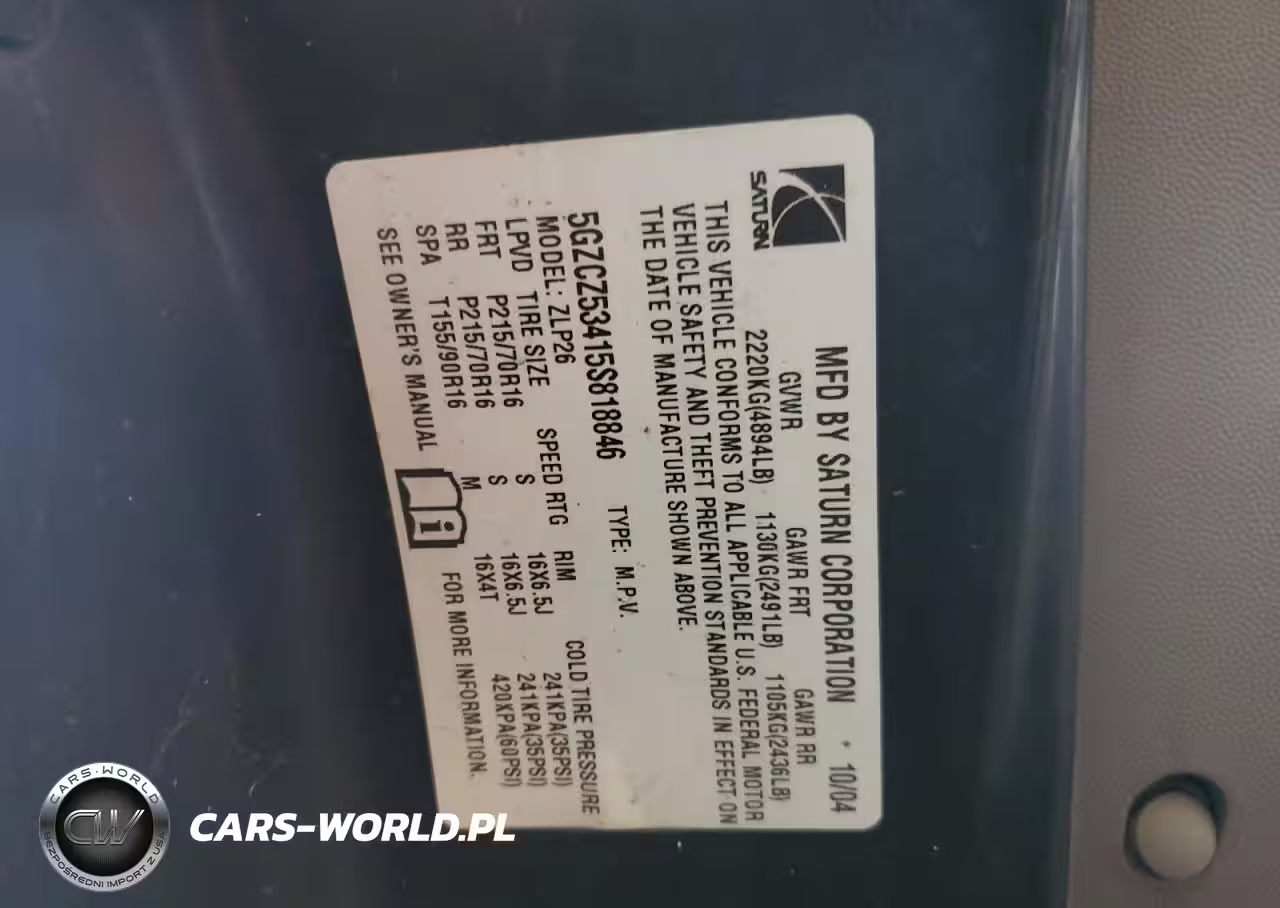 SATURN
MFD BY SATURN CORPORATION * 10/04
GVWR GAWR FRT GAWR RR
2220KG(4894LB) 1130KG(2491LB) 1105KG(2436LB)
THIS VEHICLE CONFORMS TO ALL APPLICABLE U.S. FEDERAL MOTOR
VEHICLE SAFETY AND THEFT PREVENTION STANDARDS IN EFFECT ON
THE DATE OF MANUFACTURE SHOWN ABOVE.
5GZCZ53415S818846 TYPE: M.P.V.
MODEL: ZLP26
LPVD TIRE SIZE SPEED RTG RIM COLD TIRE PRESSURE
FRT P215/70R16 S 16X6.5J 241KPA(35PSI)
RR P215/70R16 S 16X6.5J 241KPA(35PSI)
SPA T155/90R16 M 16X4T 420KPA(60PSI)
SEE OWNER'S MANUAL i FOR MORE INFORMATION.
CARS-WORLD
CW
BEZPOŚREDNI IMPORT Z USA
CARS-WORLD.PL